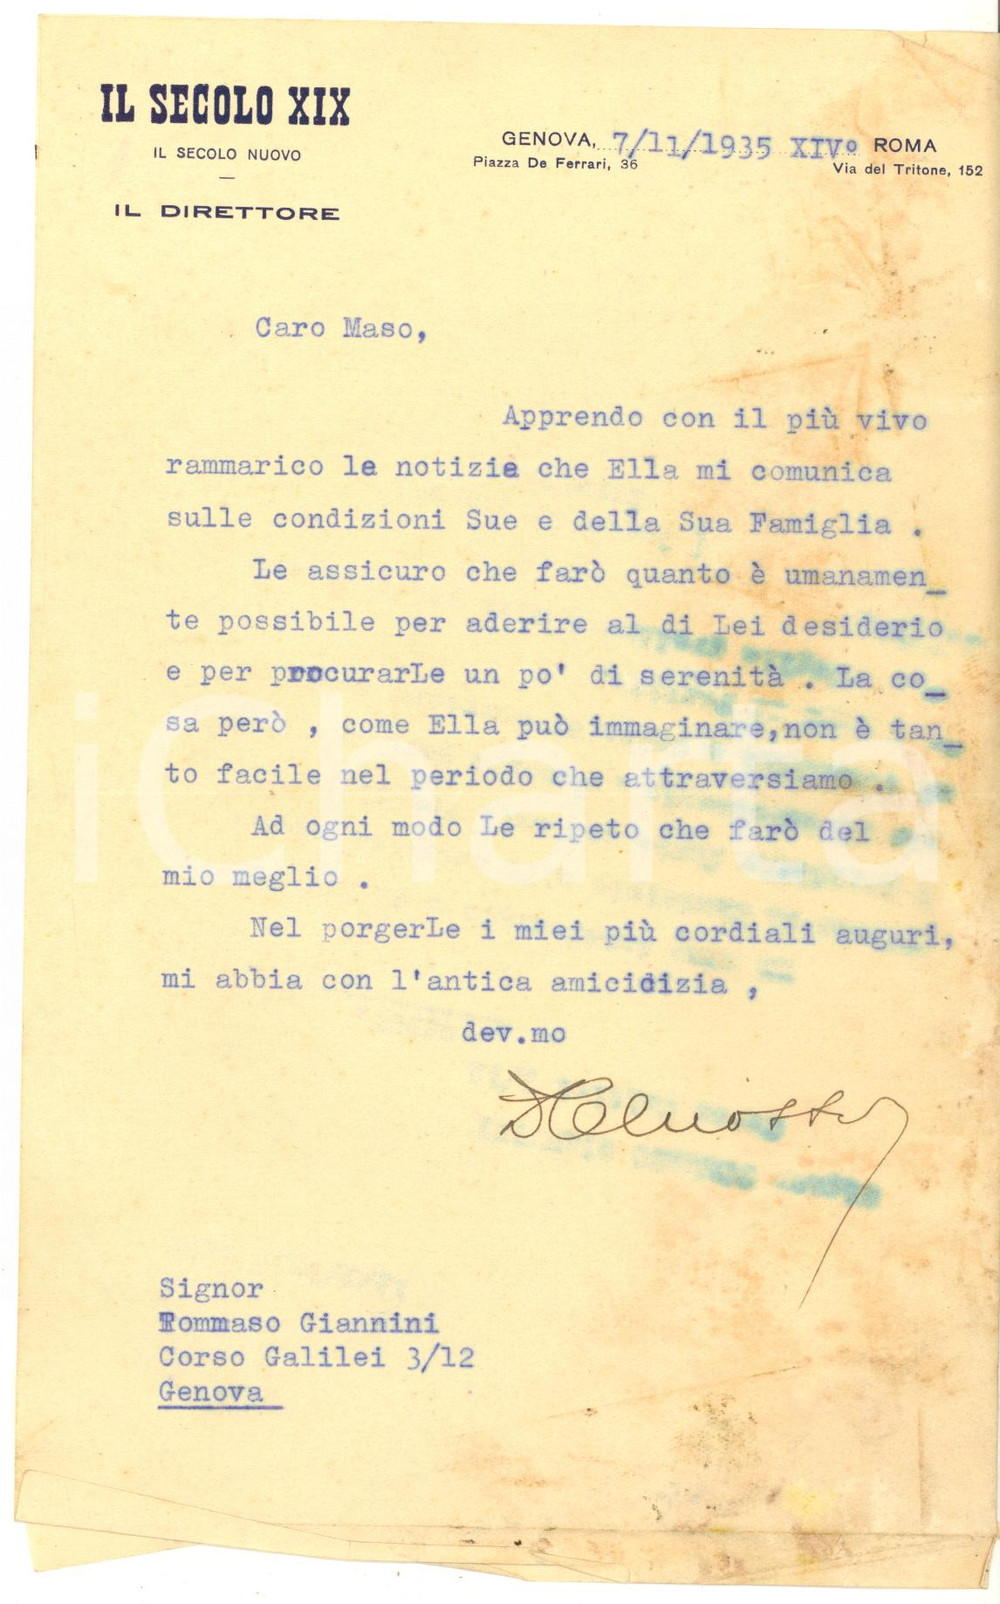 IL SECOLO XIX
IL SECOLO NUOVO
IL DIRETTORE
GENOVA, 7/11/1935 XIVº ROMA
Piazza De Ferrari, 36
Via del Tritone, 152
Caro Maso,
Apprendo con il più vivo
rammarico le notizie che Ella mi comunica
sulle condizioni Sue e della Sua Famiglia .
Le assicuro che farò quanto è umanamen_
te possibile per aderire al di Lei desiderio
e per procurarLe un po' di serenità . La co_
sa però , come Ella può immaginare,non è tan_
to facile nel periodo che attraversiamo .
Ad ogni modo Le ripeto che farò del
mio meglio .
Nel porgerLe i miei più cordiali auguri,
mi abbia con l'antica amicidizia ,
dev.mo
Signor
Tommaso Giannini
Corso Galilei 3/12
Genova
iCharta